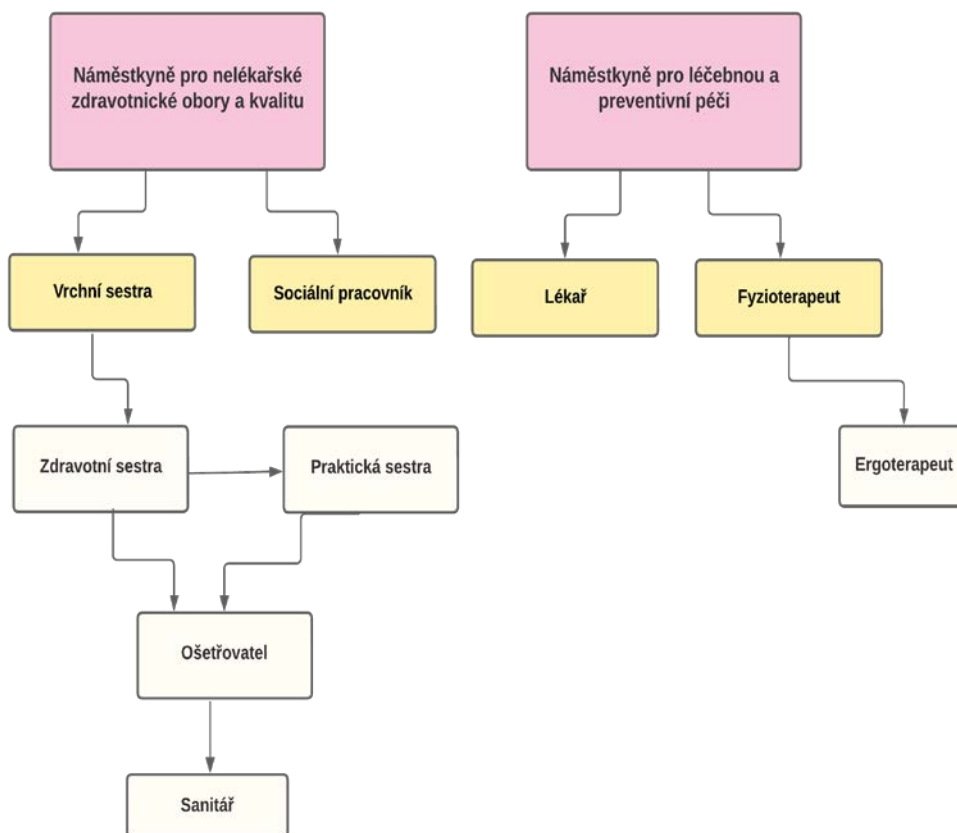 Náměstkyně pro nelékařské
zdravotnické obory a kvalitu
Náměstkyně pro léčebnou a
preventivní péči
Vrchní sestra
Sociální pracovník
Lékař
Fyzioterapeut
Zdravotní sestra
Praktická sestra
Ergoterapeut
Ošetřovatel
Sanitář